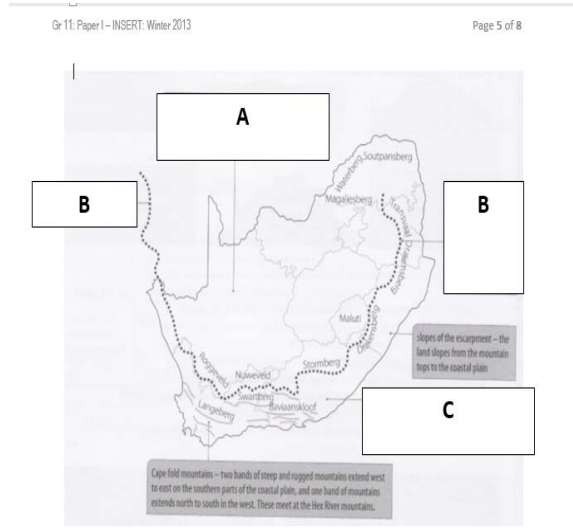 Gr 11: Paper I – INSERT: Winter 2013
Page 5 of 8
A
Waterberg
Soutpansberg
Magaliesberg
B
B
Transvaal Drakensberg
Maluti
Drakensberg
slopes of the escarpment – the
land slopes from the mountain
tops to the coastal plain
Stormberg
Nuweveld
Roggeveld
Swartberg
Langeberg
Baviaanskloof
C
Cape fold mountains – two bands of steep and rugged mountains extend west
to east on the southern parts of the coastal plain, and one band of mountains
extends north to south in the west. These meet at the Hex River mountains.